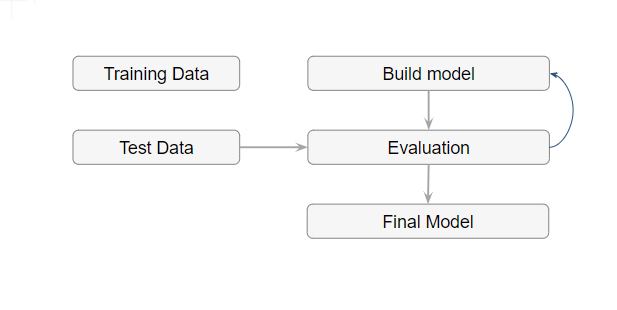 Training Data
Build model
Test Data
Evaluation
Final Model